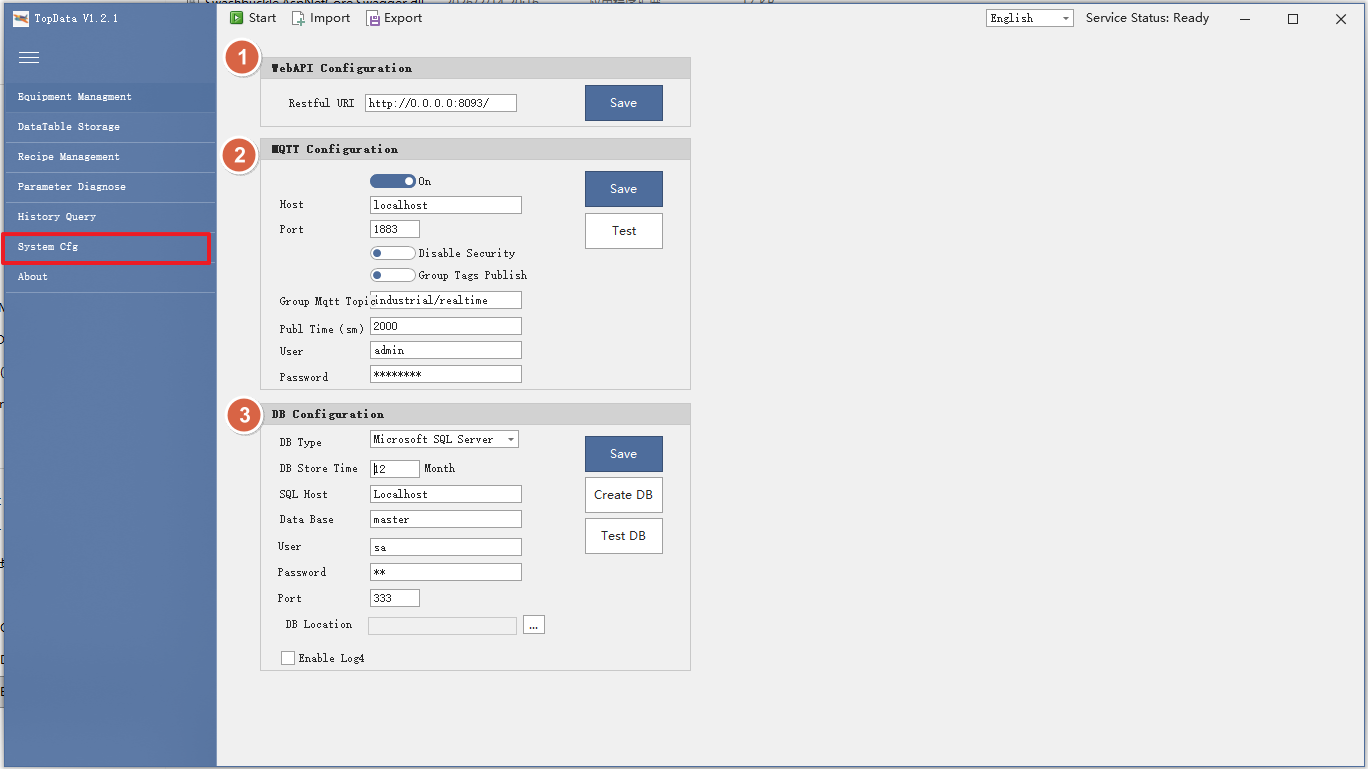 TopData V1.2.1
Start
Import
Export
English
Service Status: Ready
Equipment Managment
DataTable Storage
Recipe Management
Parameter Diagnose
History Query
System Cfg
About
1
WebAPI Configuration
Restful URI http://0.0.0.0:8093/
Save
2
MQTT Configuration
On
Save
Host localhost
Port 1883
Test
Disable Security
Group Tags Publish
Group Mqtt Topic industrial/realtime
Publ Time (sm) 2000
User admin
Password ********
3
DB Configuration
DB Type Microsoft SQL Server
Save
DB Store Time 12 Month
SQL Host Localhost
Create DB
Data Base master
Test DB
User sa
Password **
Port 333
DB Location ...
Enable Log4